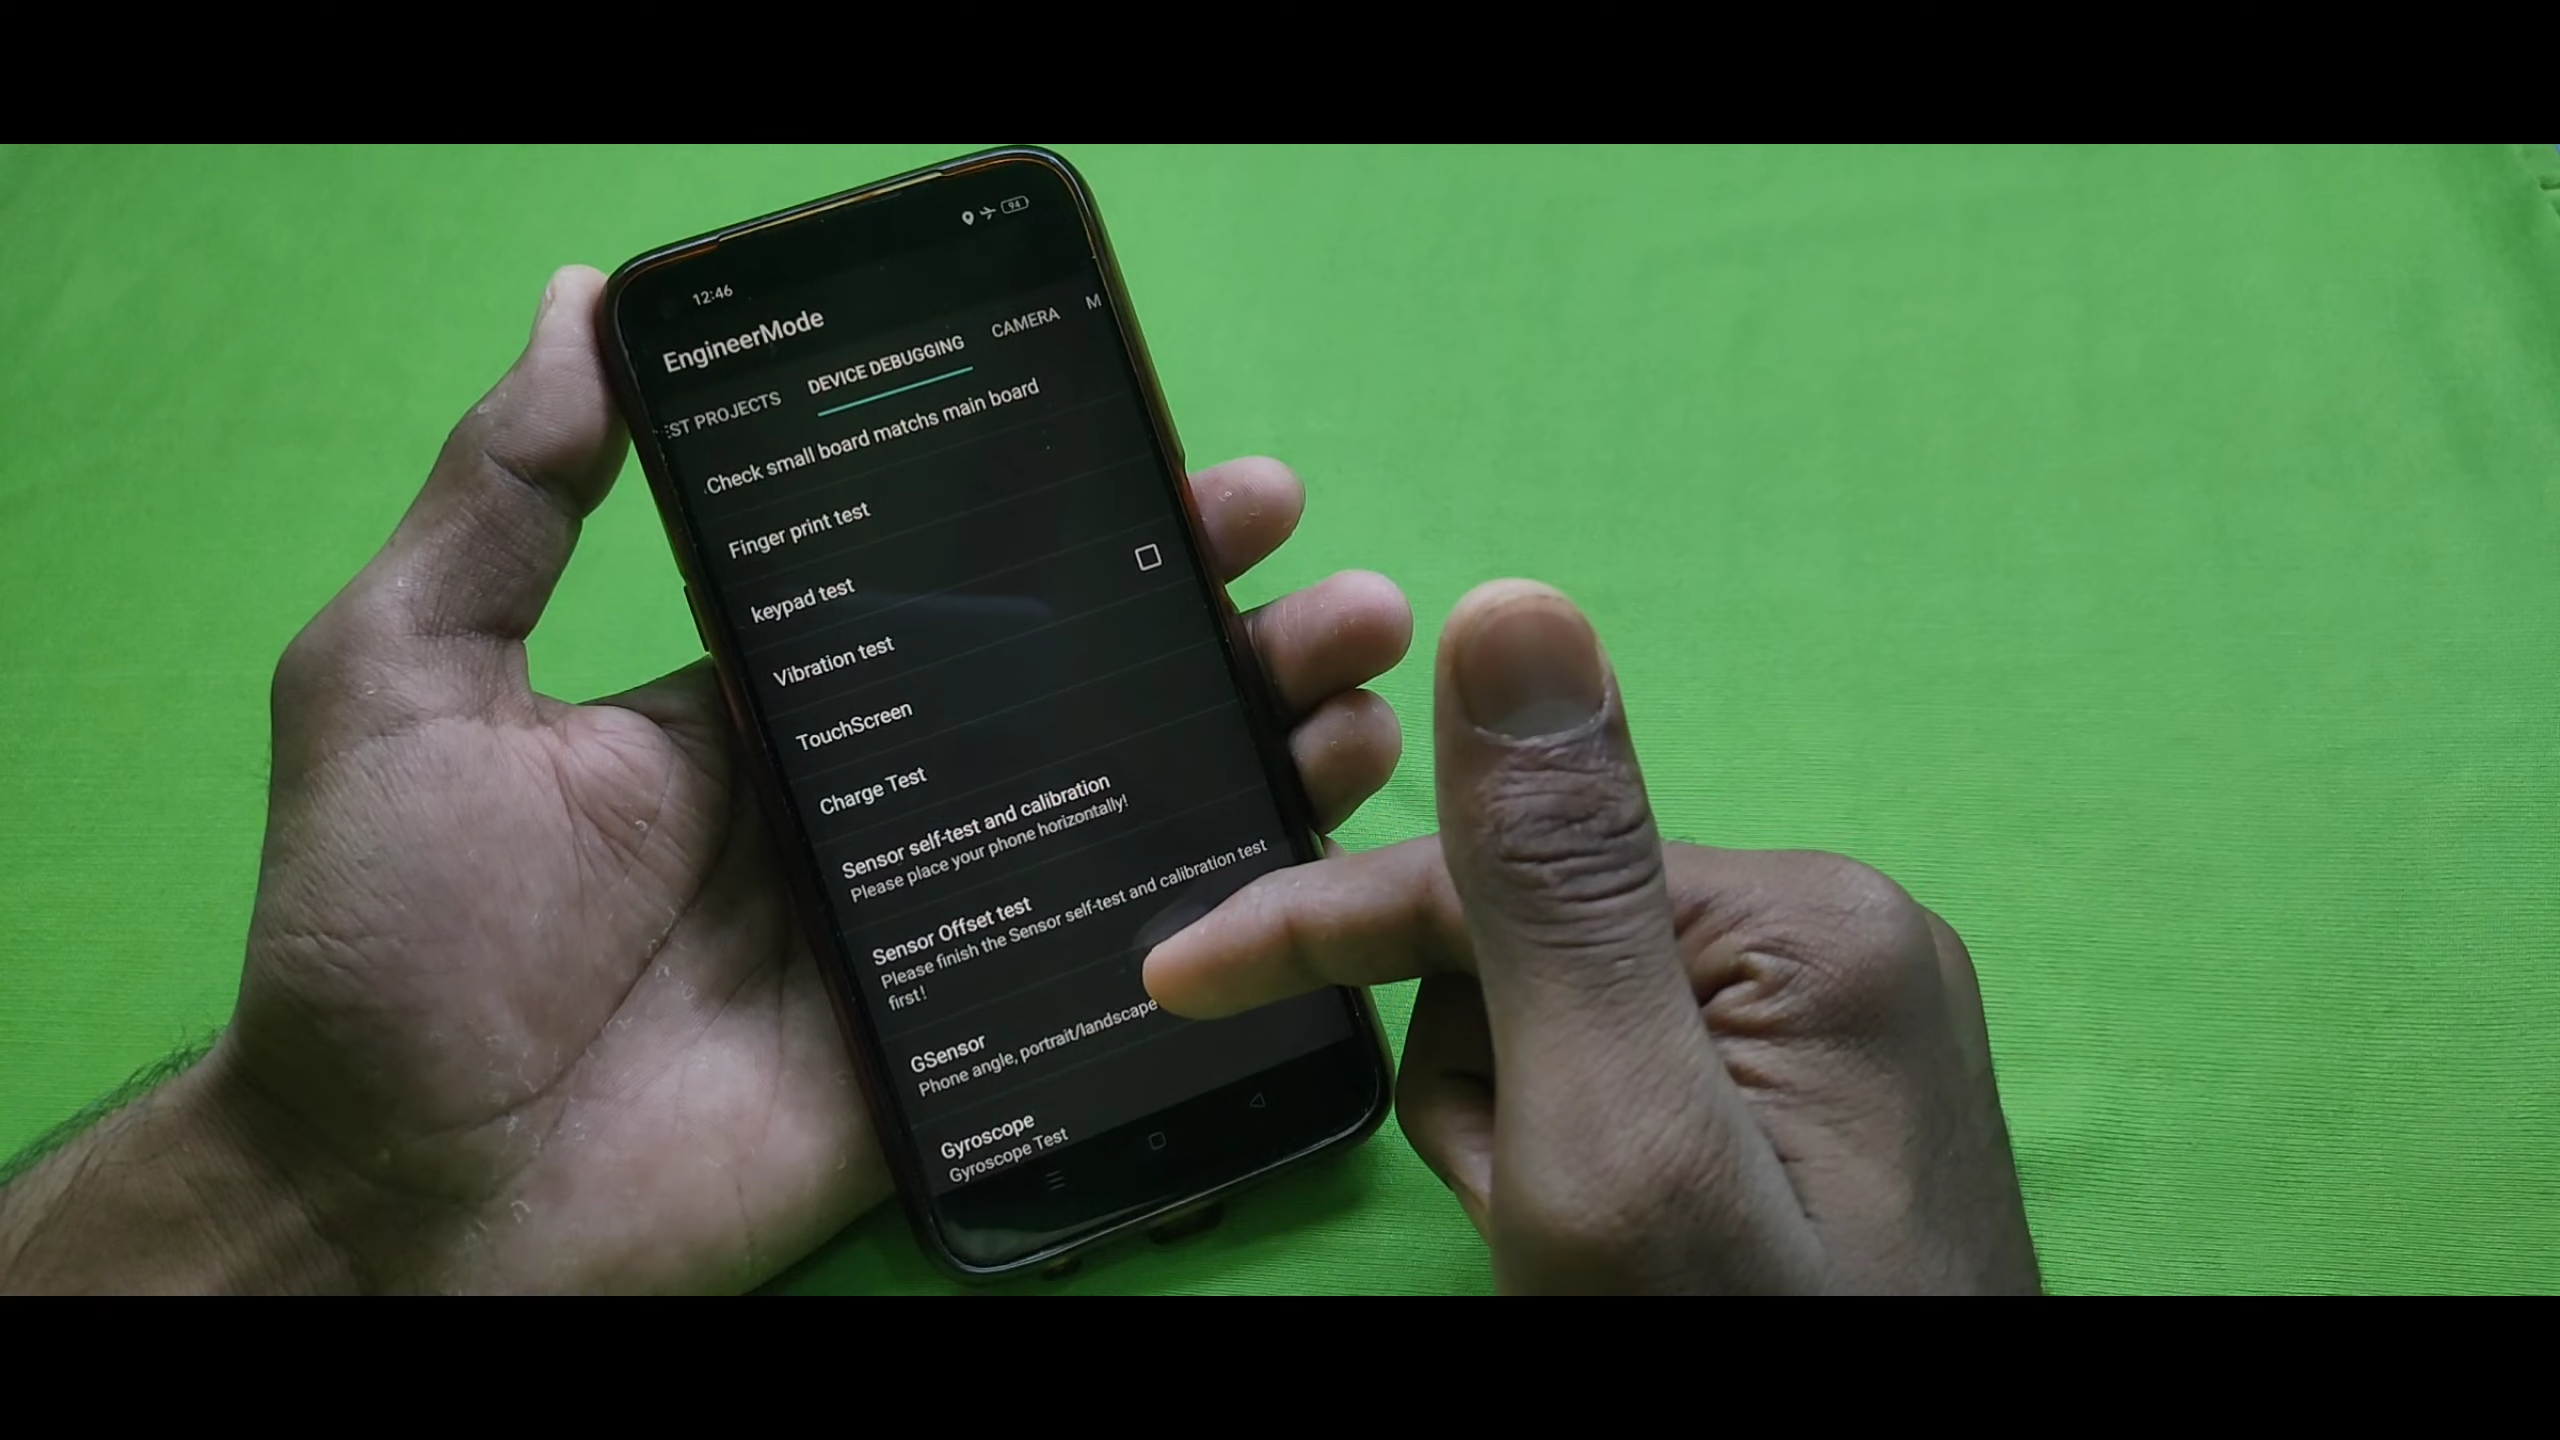 94
12:46
EngineerMode
EST PROJECTS
DEVICE DEBUGGING
CAMERA
M
Check small board matchs main board
Finger print test
keypad test
Vibration test
TouchScreen
Charge Test
Sensor self-test and calibration
Please place your phone horizontally!
Sensor Offset test
Please finish the Sensor self-test and calibration test
first!
GSensor
Phone angle, portrait/landscape
Gyroscope
Gyroscope Test